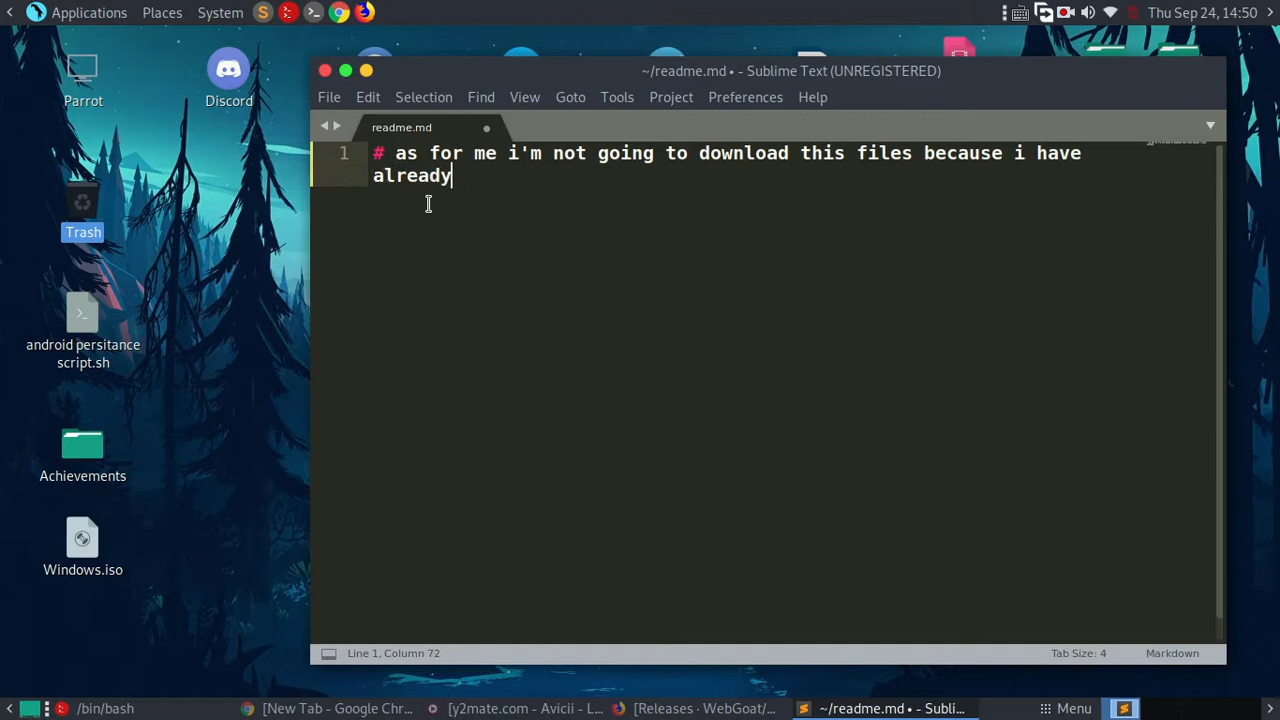 Applications Places System Thu Sep 24, 14:50
Parrot
Discord
Trash
android persitance
script.sh
Achievements
Windows.iso
~/readme.md • - Sublime Text (UNREGISTERED)
File Edit Selection Find View Goto Tools Project Preferences Help
readme.md
1 # as for me i'm not going to download this files because i have
already
Line 1, Column 72 Tab Size: 4 Markdown
/bin/bash [New Tab - Google Chr... [y2mate.com - Avicii - L... [Releases · WebGoat/... ~/readme.md • - Subli... Menu